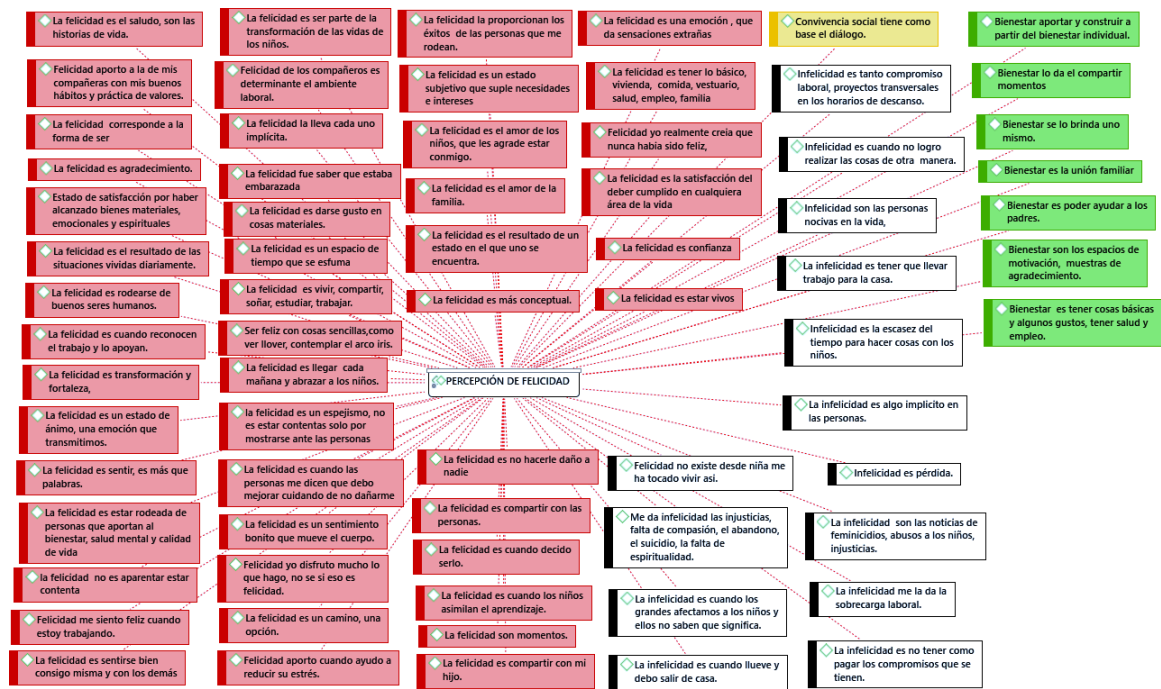 La felicidad es el saludo, son las
historias de vida.
Felicidad aporto a la de mis
compañeras con mis buenos
hábitos y práctica de valores.
La felicidad corresponde a la
forma de ser
La felicidad es agradecimiento.
Estado de satisfacción por haber
alcanzado bienes materiales,
emocionales y espirituales
La felicidad es el resultado de las
situaciones vividas diariamente.
La felicidad es rodearse de
buenos seres humanos.
La felicidad es cuando reconocen
el trabajo y lo apoyan.
La felicidad es transformación y
fortaleza,
La felicidad es un estado de
ánimo, una emoción que
transmitimos.
La felicidad es sentir, es más que
palabras.
La felicidad es estar rodeada de
personas que aportan al
bienestar, salud mental y calidad
de vida
la felicidad no es aparentar estar
contenta
Felicidad me siento feliz cuando
estoy trabajando.
La felicidad es sentirse bien
consigo misma y con los demás
La felicidad es ser parte de la
transformación de las vidas de
los niños.
Felicidad de los compañeros es
determinante el ambiente
laboral.
La felicidad la lleva cada uno
implícita.
La felicidad fue saber que estaba
embarazada
La felicidad es darse gusto en
cosas materiales.
La felicidad es un espacio de
tiempo que se esfuma
La felicidad es vivir, compartir,
soñar, estudiar, trabajar.
Ser feliz con cosas sencillas,como
ver llover, contemplar el arco iris.
La felicidad es llegar cada
mañana y abrazar a los niños.
la felicidad es un espejismo, no
es estar contentas solo por
mostrarse ante las personas
La felicidad es cuando las
personas me dicen que debo
mejorar cuidando de no dañarme
La felicidad es un sentimiento
bonito que mueve el cuerpo.
Felicidad yo disfruto mucho lo
que hago, no se si eso es
felicidad.
La felicidad es un camino, una
opción.
Felicidad aporto cuando ayudo a
reducir su estrés.
La felicidad la proporcionan los
éxitos de las personas que me
rodean.
La felicidad es un estado
subjetivo que suple necesidades
e intereses
La felicidad es el amor de los
niños, que les agrade estar
conmigo.
La felicidad es el amor de la
familia.
La felicidad es el resultado de un
estado en el que uno se
encuentra.
La felicidad es más conceptual.
PERCEPCIÓN DE FELICIDAD
La felicidad es no hacerle daño a
nadie
La felicidad es compartir con las
personas.
La felicidad es cuando decido
serlo.
La felicidad es cuando los niños
asimilan el aprendizaje.
La felicidad son momentos.
La felicidad es compartir con mi
hijo.
La felicidad es una emoción , que
da sensaciones extrañas
La felicidad es tener lo básico,
vivienda, comida, vestuario,
salud, empleo, familia
Felicidad yo realmente creia que
nunca había sido feliz,
La felicidad es la satisfacción del
deber cumplido en cualquiera
área de la vida
La felicidad es confianza
La felicidad es estar vivos
Felicidad no existe desde niña me
ha tocado vivir asi.
Me da infelicidad las injusticias,
falta de compasión, el abandono,
el suicidio, la falta de
espiritualidad.
La infelicidad es cuando los
grandes afectamos a los niños y
ellos no saben que significa.
La infelicidad es cuando llueve y
debo salir de casa.
Convivencia social tiene como
base el diálogo.
Infelicidad es tanto compromiso
laboral, proyectos transversales
en los horarios de descanso.
Infelicidad es cuando no logro
realizar las cosas de otra manera.
Infelicidad son las personas
nocivas en la vida,
La infelicidad es tener que llevar
trabajo para la casa.
Infelicidad es la escasez del
tiempo para hacer cosas con los
niños.
La infelicidad es algo implicito en
las personas.
Infelicidad es pérdida.
La infelicidad son las noticias de
feminicidios, abusos a los niños,
injusticias.
La infelicidad me la da la
sobrecarga laboral.
La infelicidad es no tener como
pagar los compromisos que se
tienen.
Bienestar aportar y construir a
partir del bienestar individual.
Bienestar lo da el compartir
momentos
Bienestar se lo brinda uno
mismo.
Bienestar es la unión familiar
Bienestar es poder ayudar a los
padres.
Bienestar son los espacios de
motivación, muestras de
agradecimiento.
Bienestar es tener cosas básicas
y algunos gustos, tener salud y
empleo.